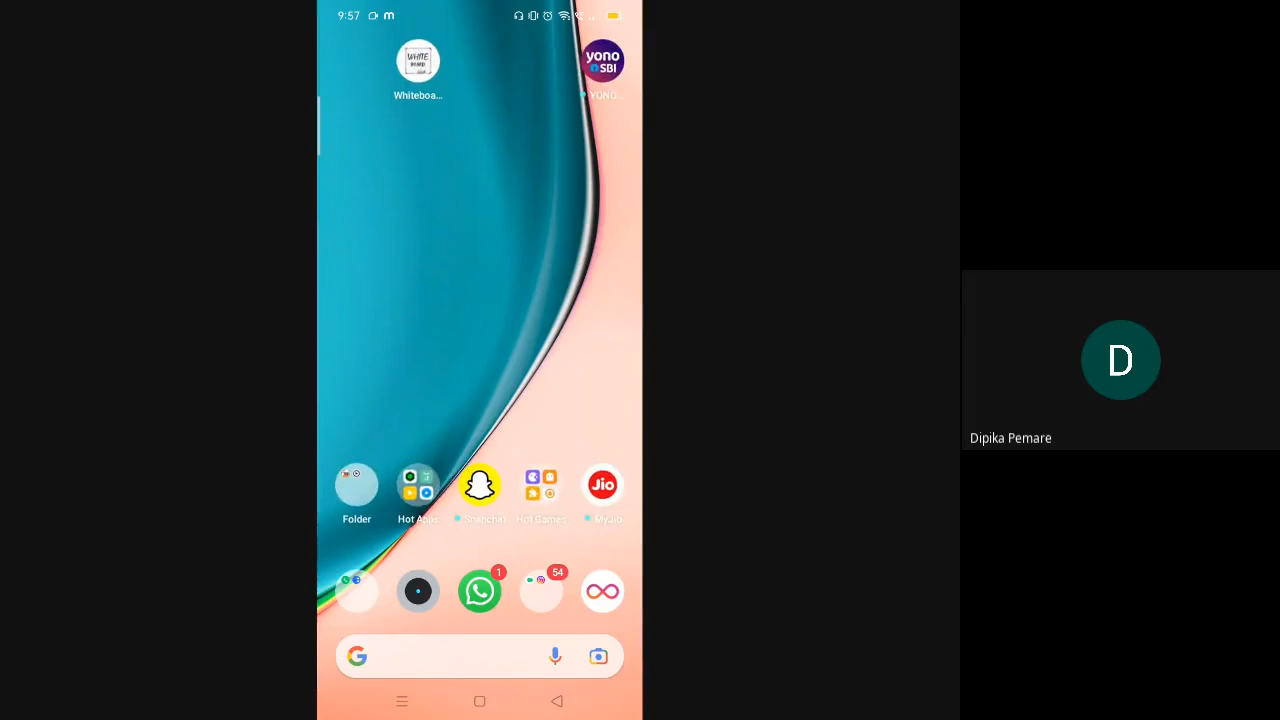 9:57
WHITE
BOARD
yono
SBI
Whiteboa...
YONO...
Jio
Folder
Hot Apps
Snapchat
Hot Games
MyJio
1
54
G
D
Dipika Pemare